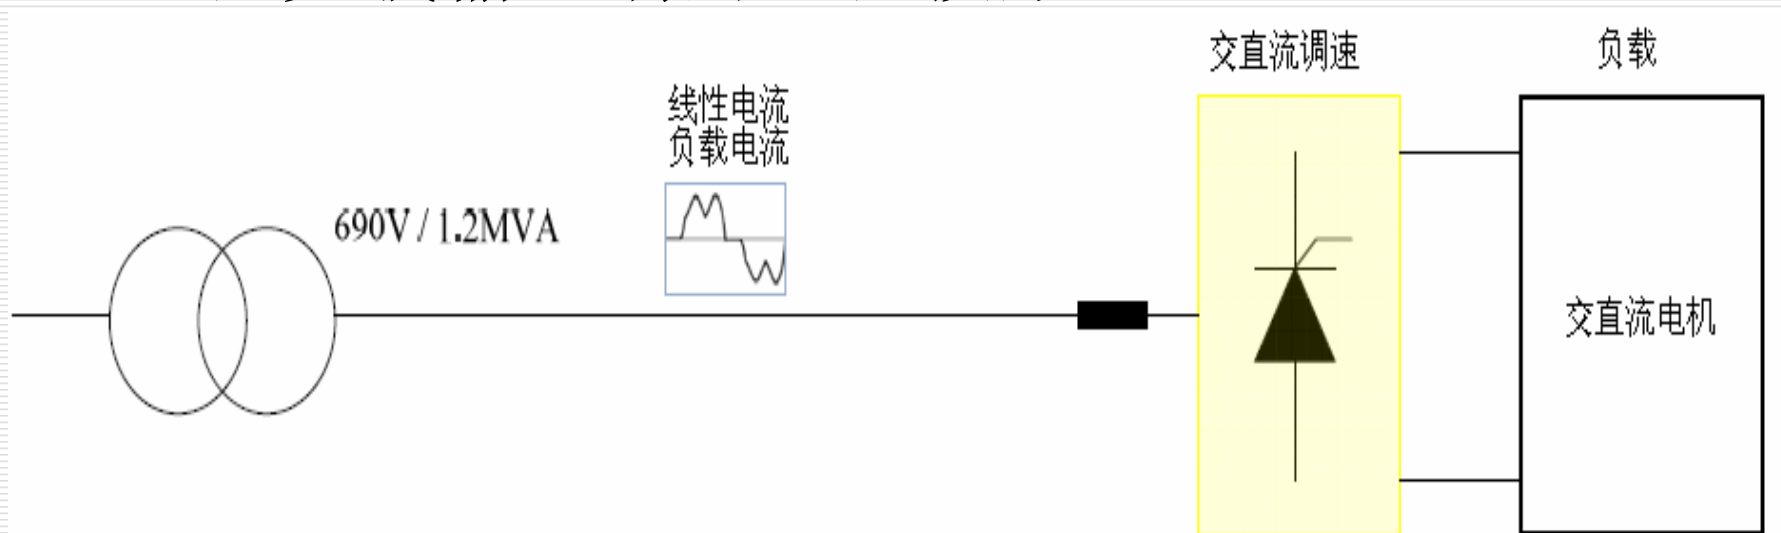 交直流调速
负载
线性电流
负载电流
690V / 1.2MVA
交直流电机